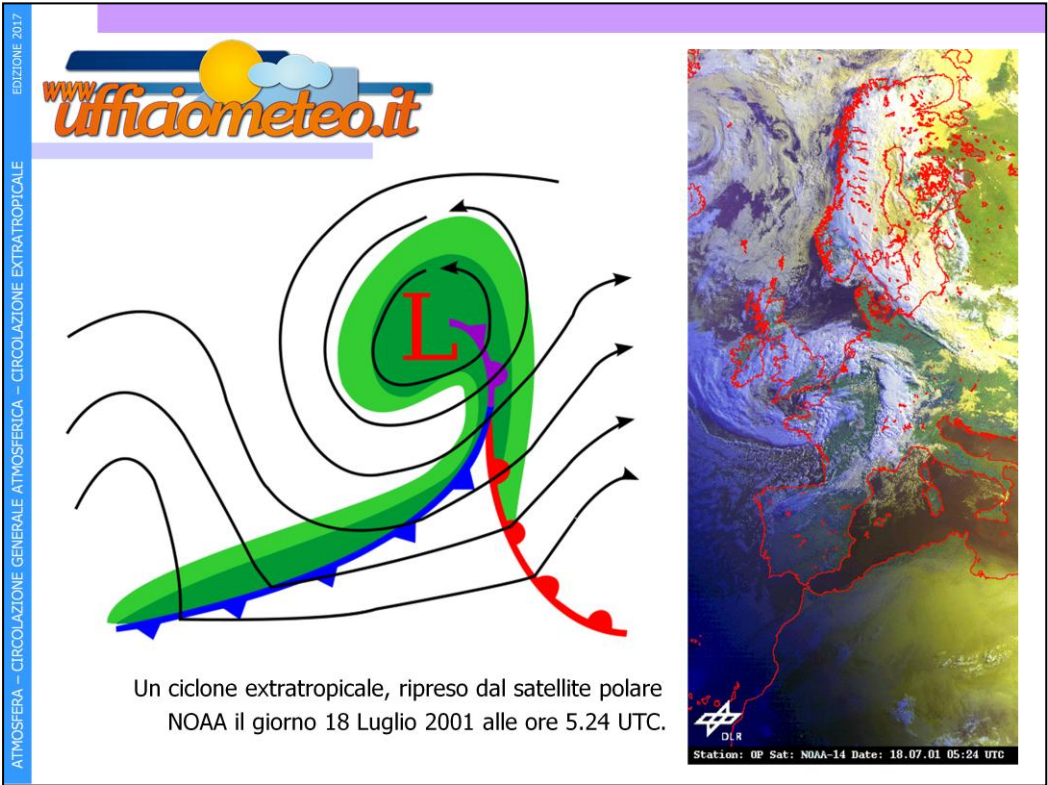 ATMOSFERA – CIRCOLAZIONE GENERALE ATMOSFERICA – CIRCOLAZIONE EXTRATROPICALE EDIZIONE 2017
www.
ufficiometeo.it
L
Un ciclone extratropicale, ripreso dal satellite polare
NOAA il giorno 18 Luglio 2001 alle ore 5.24 UTC.
DLR
Station: OP Sat: NOAA-14 Date: 18.07.01 05:24 UTC